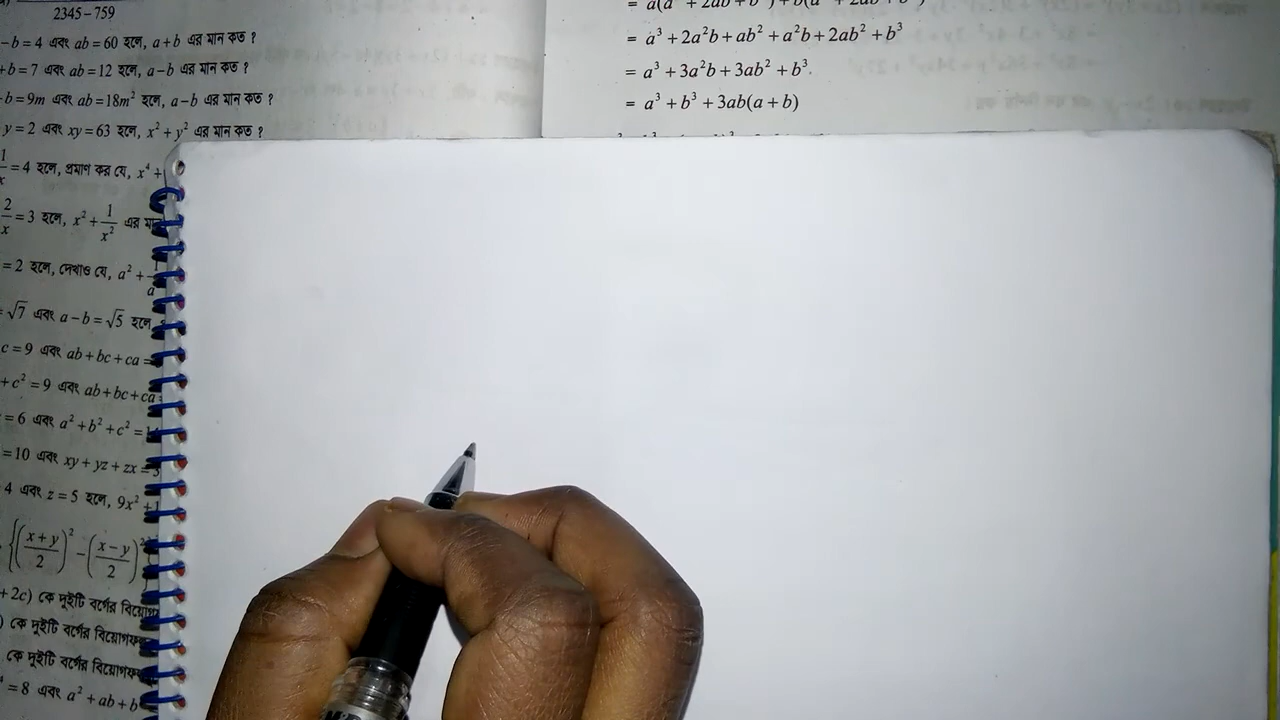 2345-759
-b=4 এবং ab=60 হলে, a+b এর মান কত ?
+b=7 এবং ab=12 হলে, a-b এর মান কত ?
b=9m এবং ab=18m² হলে, a-b এর মান কত ?
y=2 এবং xy=63 হলে, x²+y² এর মান কত ?
=4 হলে, প্রমাণ কর যে, x⁴+
2/x=3 হলে, x²+1/x² এর
=2 হলে, দেখাও যে, a²+
√7 এবং a-b=√5 হলে
c=9 এবং ab+bc+ca
+c²=9 এবং ab+bc+ca
=6 এবং a²+b²+c²=
=10 এবং xy+yz+zx=
4 এবং z=5 হলে, 9x²+
{((x+y)/2)²-((x-y)/2)²
+2c) কে দুইটি বর্গের
) কে দুইটি বর্গের
কে দুইটি বর্গের
=8 এবং a²+ab+b
= a³+2a²b+ab²+a²b+2ab²+b³
= a³+3a²b+3ab²+b³.
= a³+b³+3ab(a+b)